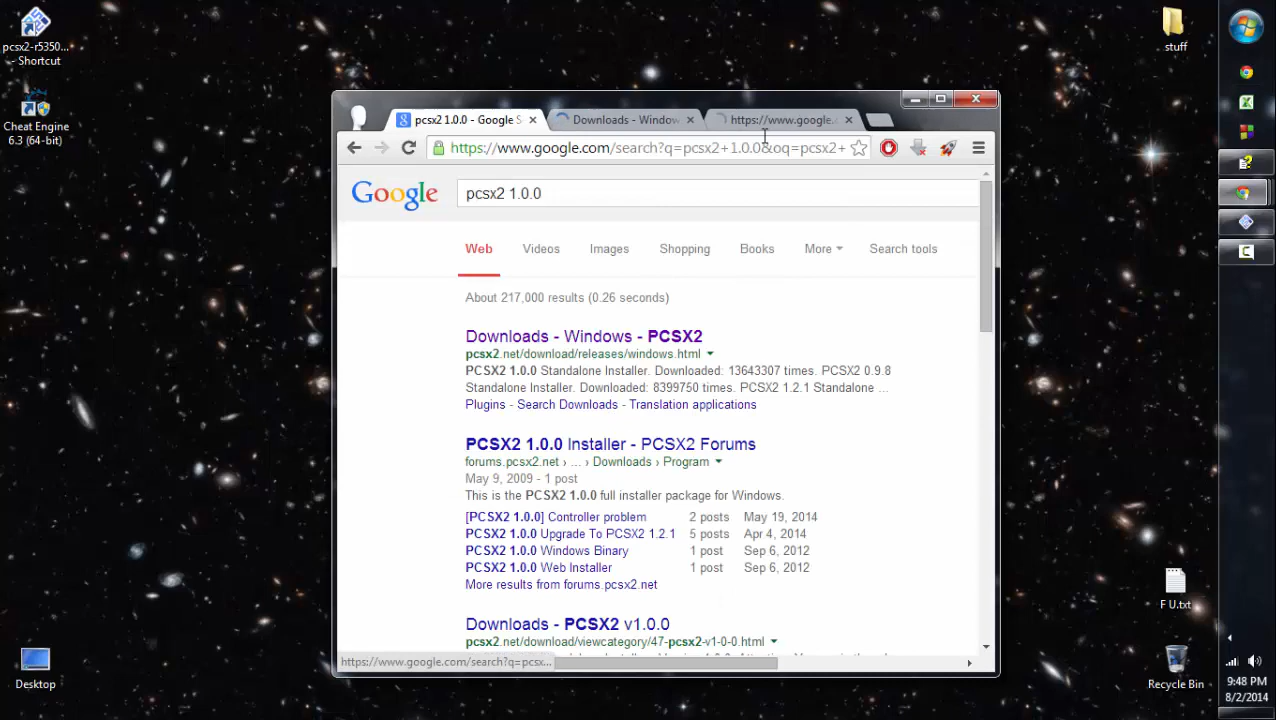 pcsx2-r5350...
- Shortcut
Cheat Engine
6.3 (64-bit)
Desktop
pcsx2 1.0.0 - Google S
Downloads - Window
https://www.google.c
https://www.google.com/search?q=pcsx2+1.0.0&oq=pcsx2+
Google
pcsx2 1.0.0
Web
Videos
Images
Shopping
Books
More
Search tools
About 217,000 results (0.26 seconds)
Downloads - Windows - PCSX2
pcsx2.net/download/releases/windows.html
PCSX2 1.0.0 Standalone Installer. Downloaded: 13643307 times. PCSX2 0.9.8
Standalone Installer. Downloaded: 8399750 times. PCSX2 1.2.1 Standalone ...
Plugins - Search Downloads - Translation applications
PCSX2 1.0.0 Installer - PCSX2 Forums
forums.pcsx2.net › ... › Downloads › Program
May 9, 2009 - 1 post
This is the PCSX2 1.0.0 full installer package for Windows.
[PCSX2 1.0.0] Controller problem 2 posts May 19, 2014
PCSX2 1.0.0 Upgrade To PCSX2 1.2.1 5 posts Apr 4, 2014
PCSX2 1.0.0 Windows Binary 1 post Sep 6, 2012
PCSX2 1.0.0 Web Installer 1 post Sep 6, 2012
More results from forums.pcsx2.net
Downloads - PCSX2 v1.0.0
pcsx2.net/download/viewcategory/47-pcsx2-v1-0-0.html
https://www.google.com/search?q=pcsx...
stuff
F U.txt
Recycle Bin
9:48 PM
8/2/2014